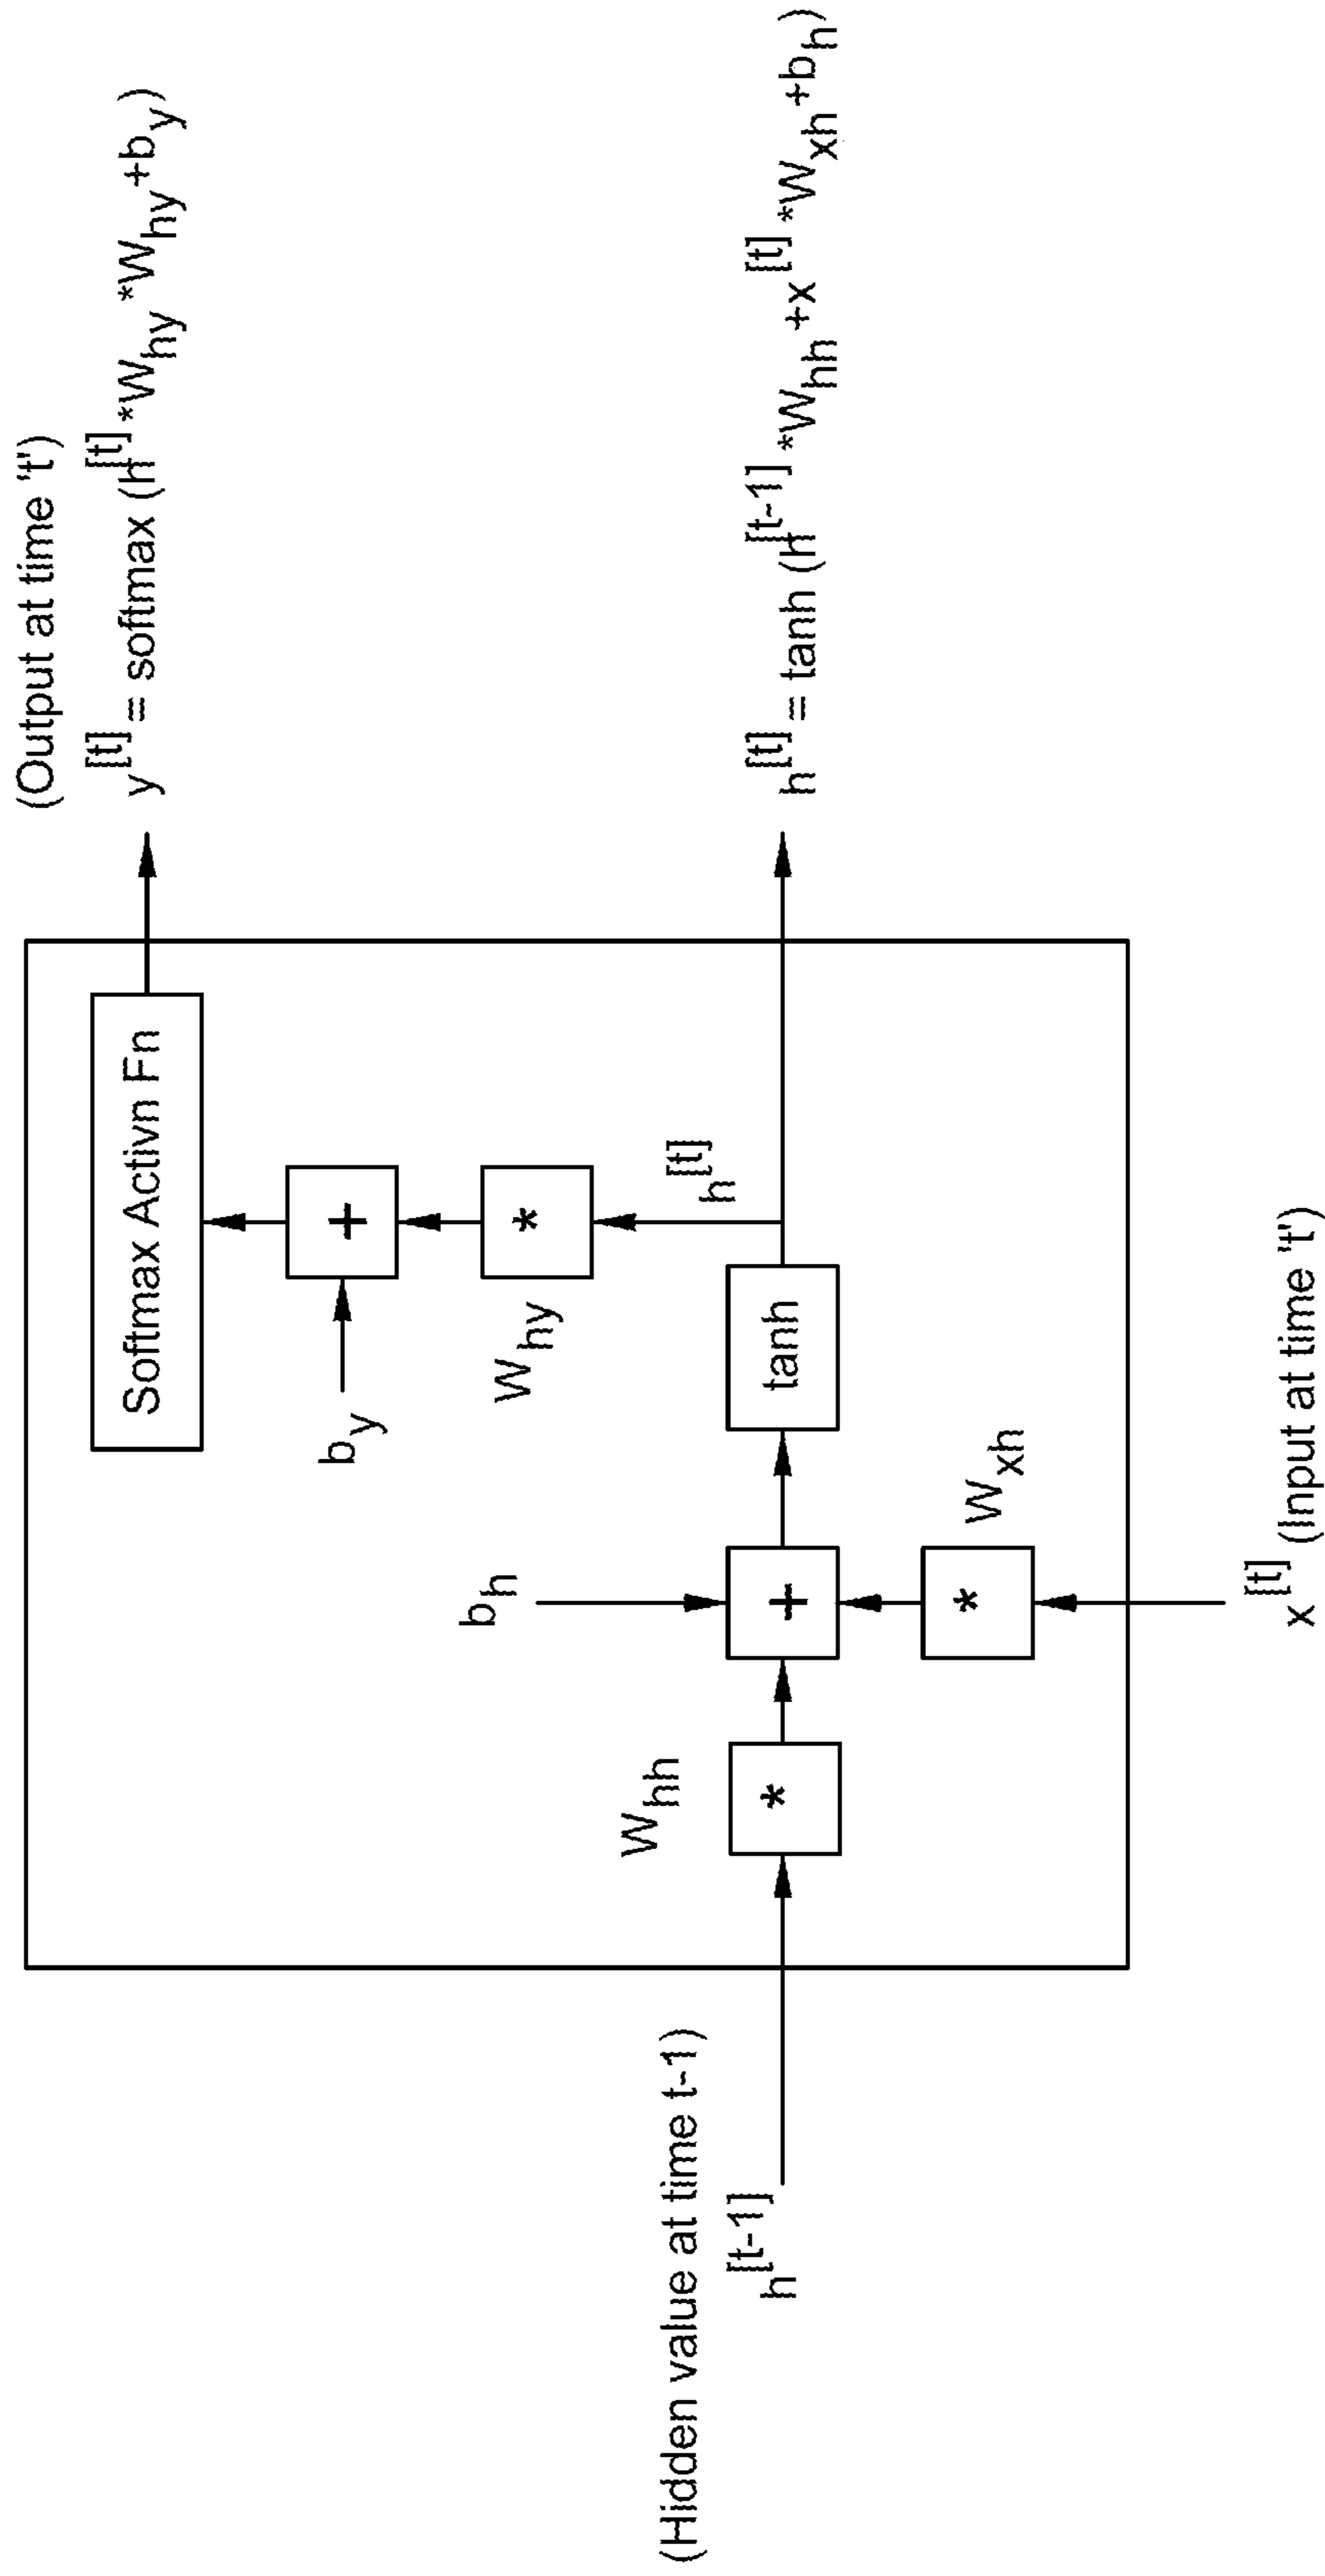 (Output at time 't')
y[t] = softmax (h[t] *Why *Why +by)
Softmax Activn Fn
+
by
*
Why
h[t]
bh
Whh
(Hidden value at time t-1)
h[t-1]
*
+
tanh
h[t] = tanh (h[t-1] *Whh +x[t] *Wxh +bh)
*
Wxh
x[t] (Input at time 't')